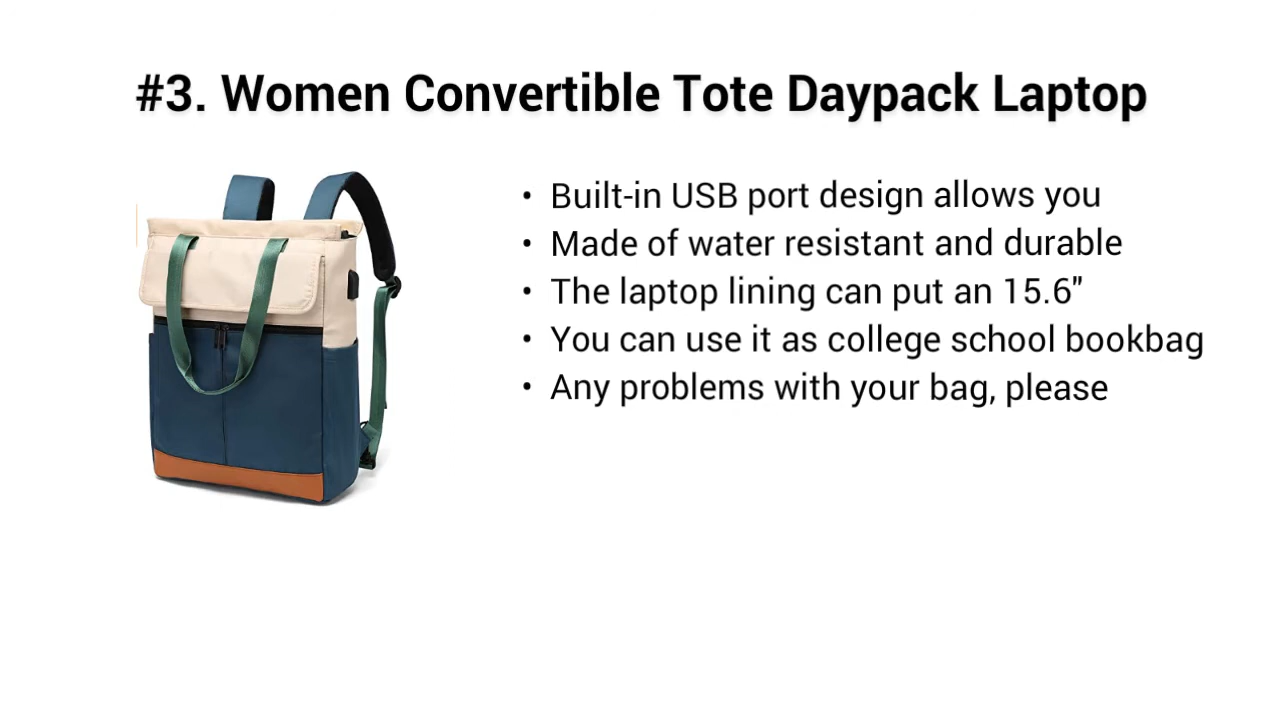 #3. Women Convertible Tote Daypack Laptop
• Built-in USB port design allows you
• Made of water resistant and durable
• The laptop lining can put an 15.6"
• You can use it as college school bookbag
• Any problems with your bag, please